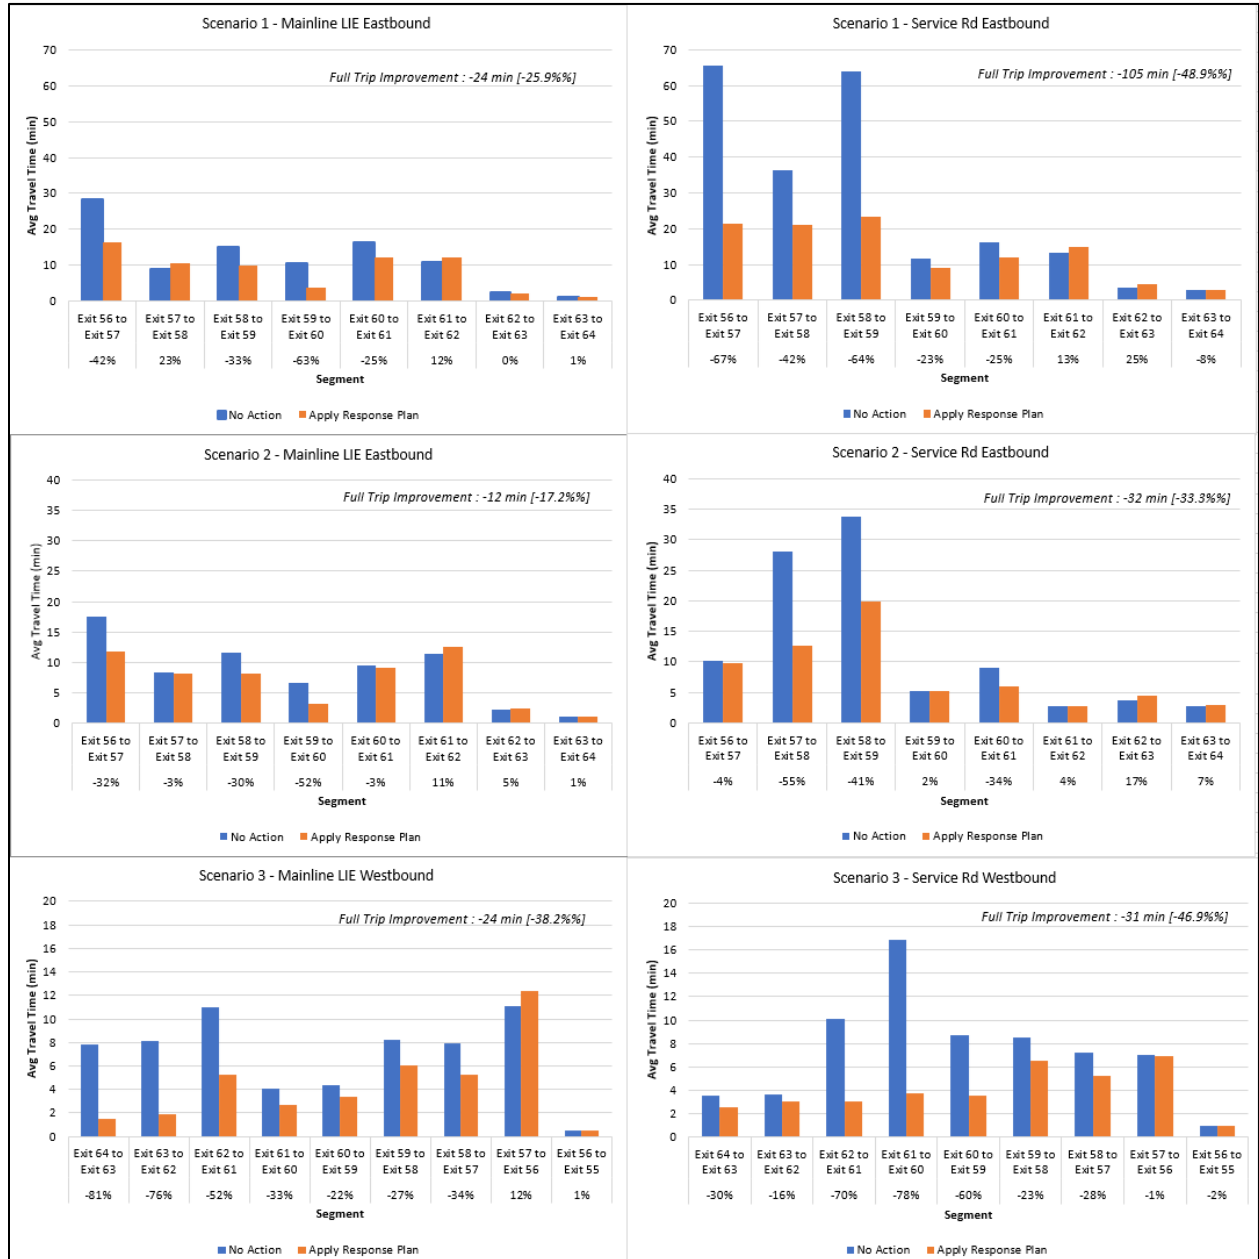 Scenario 1 - Mainline LIE Eastbound
Full Trip Improvement : -24 min [-25.9%%]
Avg Travel Time (min)
70
60
50
40
30
20
10
0
Exit 56 to Exit 57 to Exit 58 to Exit 59 to Exit 60 to Exit 61 to Exit 62 to Exit 63 to
Exit 57 Exit 58 Exit 59 Exit 60 Exit 61 Exit 62 Exit 63 Exit 64
-42% 23% -33% -63% -25% 12% 0% 1%
Segment
No Action Apply Response Plan
Scenario 1 - Service Rd Eastbound
Full Trip Improvement : -105 min [-48.9%%]
Avg Travel Time (min)
70
60
50
40
30
20
10
0
Exit 56 to Exit 57 to Exit 58 to Exit 59 to Exit 60 to Exit 61 to Exit 62 to Exit 63 to
Exit 57 Exit 58 Exit 59 Exit 60 Exit 61 Exit 62 Exit 63 Exit 64
-67% -42% -64% -23% -25% 13% 25% -8%
Segment
No Action Apply Response Plan
Scenario 2 - Mainline LIE Eastbound
Full Trip Improvement : -12 min [-17.2%%]
Avg Travel Time (min)
40
35
30
25
20
15
10
5
0
Exit 56 to Exit 57 to Exit 58 to Exit 59 to Exit 60 to Exit 61 to Exit 62 to Exit 63 to
Exit 57 Exit 58 Exit 59 Exit 60 Exit 61 Exit 62 Exit 63 Exit 64
-32% -3% -30% -52% -3% 11% 5% 1%
Segment
No Action Apply Response Plan
Scenario 2 - Service Rd Eastbound
Full Trip Improvement : -32 min [-33.3%%]
Avg Travel Time (min)
40
35
30
25
20
15
10
5
0
Exit 56 to Exit 57 to Exit 58 to Exit 59 to Exit 60 to Exit 61 to Exit 62 to Exit 63 to
Exit 57 Exit 58 Exit 59 Exit 60 Exit 61 Exit 62 Exit 63 Exit 64
-4% -55% -41% 2% -34% 4% 17% 7%
Segment
No Action Apply Response Plan
Scenario 3 - Mainline LIE Westbound
Full Trip Improvement : -24 min [-38.2%%]
Avg Travel Time (min)
20
18
16
14
12
10
8
6
4
2
0
Exit 64 to Exit 63 to Exit 62 to Exit 61 to Exit 60 to Exit 59 to Exit 58 to Exit 57 to Exit 56 to
Exit 63 Exit 62 Exit 61 Exit 60 Exit 59 Exit 58 Exit 57 Exit 56 Exit 55
-81% -76% -52% -33% -22% -27% -34% 12% 1%
Segment
No Action Apply Response Plan
Scenario 3 - Service Rd Westbound
Full Trip Improvement : -31 min [-46.9%%]
Avg Travel Time (min)
20
18
16
14
12
10
8
6
4
2
0
Exit 64 to Exit 63 to Exit 62 to Exit 61 to Exit 60 to Exit 59 to Exit 58 to Exit 57 to Exit 56 to
Exit 63 Exit 62 Exit 61 Exit 60 Exit 59 Exit 58 Exit 57 Exit 56 Exit 55
-30% -16% -70% -78% -60% -23% -28% -1% -2%
Segment
No Action Apply Response Plan